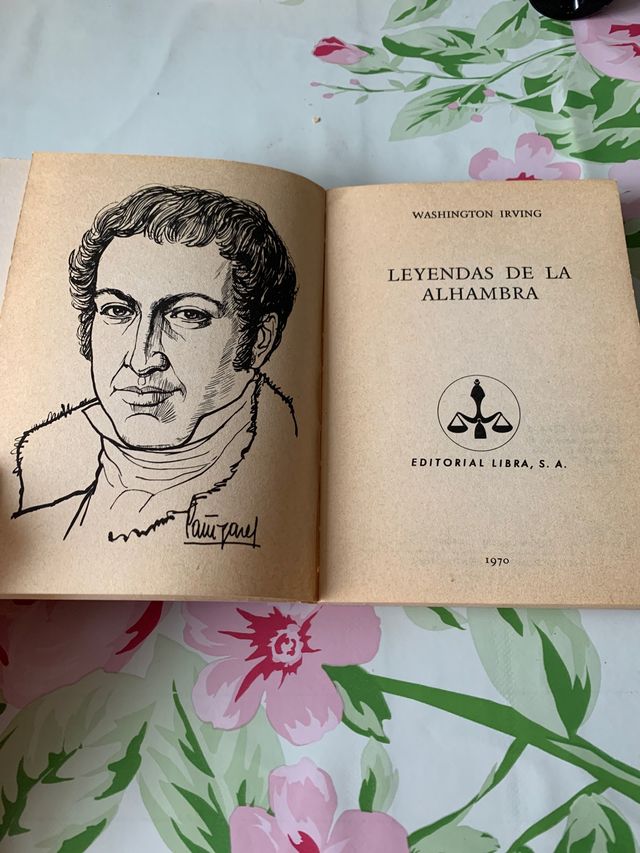 WASHINGTON IRVING
LEYENDAS DE LA
ALHAMBRA
EDITORIAL LIBRA, S. A.
1970